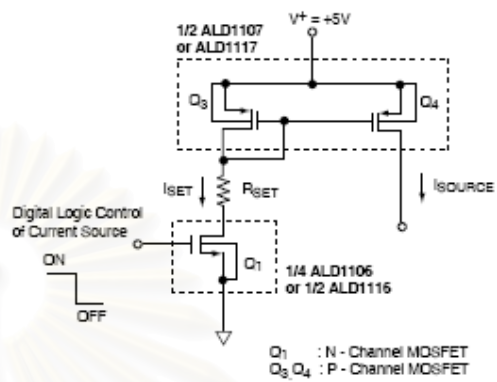 1/2 ALD1107
or ALD1117
V+ = +5V
Q3
Q4
ISET
RSET
ISOURCE
Digital Logic Control
of Current Source
ON
OFF
Q1
1/4 ALD1106
or 1/2 ALD1116
Q1 : N - Channel MOSFET
Q3, Q4 : P - Channel MOSFET